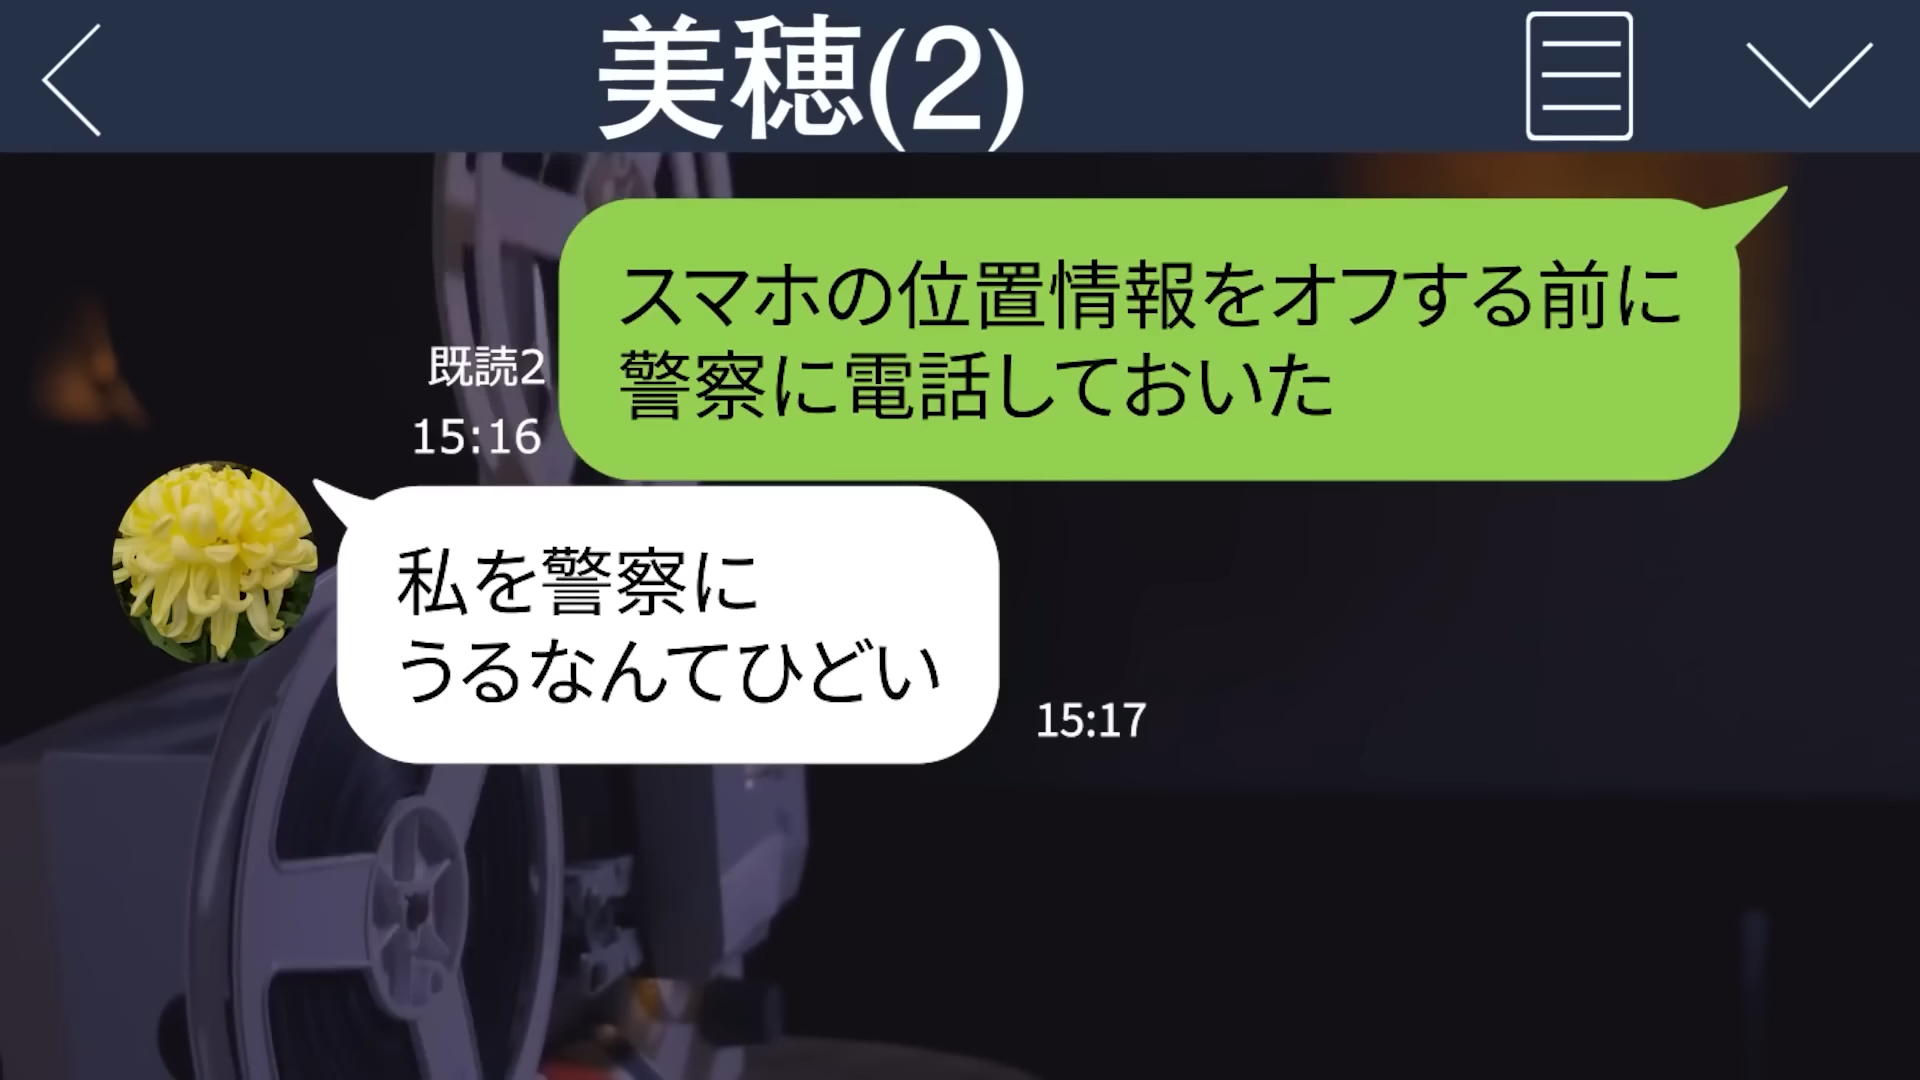 美穂(2)
スマホの位置情報をオフする前に
警察に電話しておいた
既読2
15:16
私を警察に
うるなんてひどい
15:17